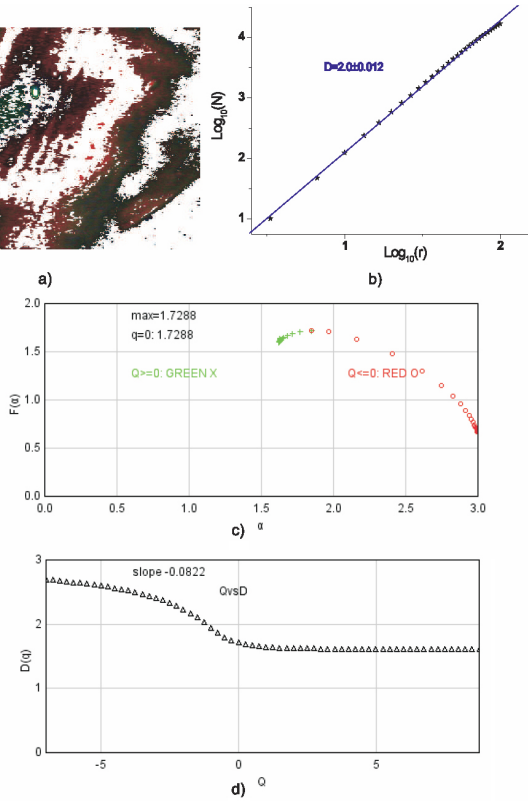 a)
D=2.0±0.012
Log10(N)
4
3
2
1
1
2
Log10(r)
b)
2.0
1.5
1.0
0.5
0.0
F(α)
max=1.7288
q=0: 1.7288
Q>=0: GREEN X
Q<=0: RED O
0.0 0.5 1.0 1.5 2.0 2.5 3.0
c)
α
3
2
1
0
D(q)
slope -0.0822
QvsD
-5 0 5
d)
Q